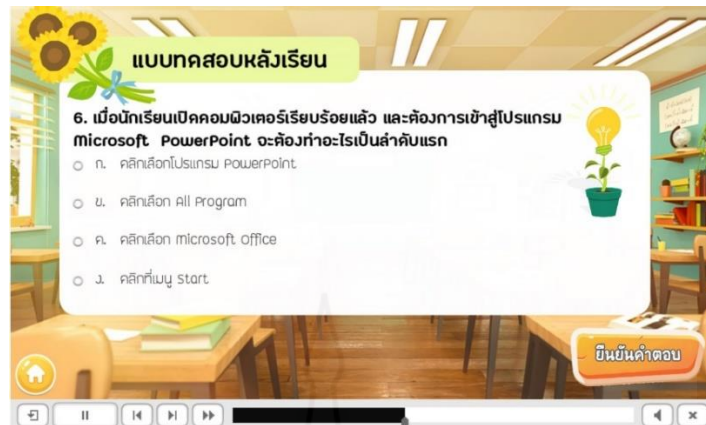 แบบทดสอบหลังเรียน
6. เมื่อนักเรียนเปิดคอมพิวเตอร์เรียบร้อยแล้ว และต้องการเข้าสู่โปรแกรม
Microsoft PowerPoint จะต้องทำอะไรเป็นลำดับแรก
ก. คลิกเลือกโปรแกรม PowerPoint
ข. คลิกเลือก All Program
ค. คลิกเลือก Microsoft Office
ง. คลิกที่เมนู Start
ยืนยันคำตอบ